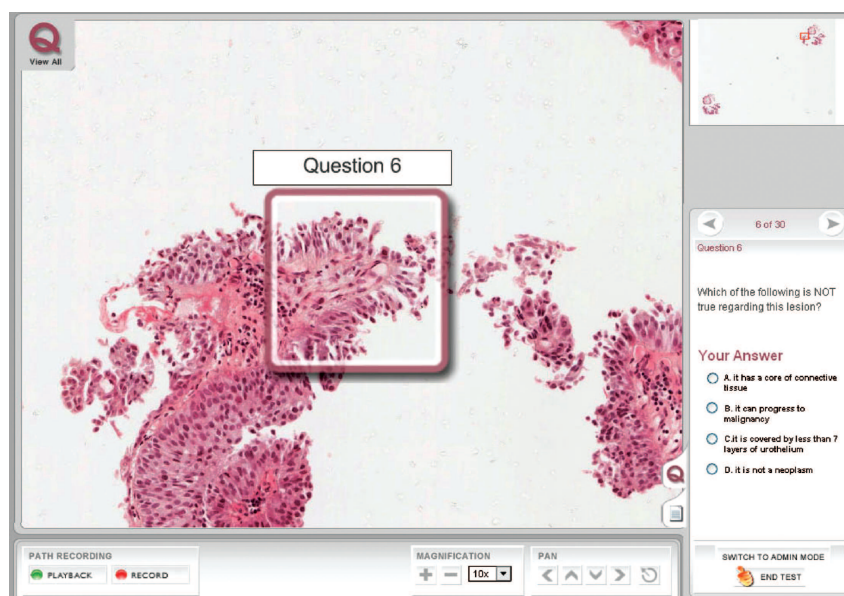 Q
View All
Question 6
6 of 30
Question 6
Which of the following is NOT
true regarding this lesion?
Your Answer
A. it has a core of connective
tissue
B. it can progress to
malignancy
C.it is covered by less than 7
layers of urothelium
D. it is not a neoplasm
Q
PATH RECORDING
PLAYBACK
RECORD
MAGNIFICATION
10x
PAN
SWITCH TO ADMIN MODE
END TEST